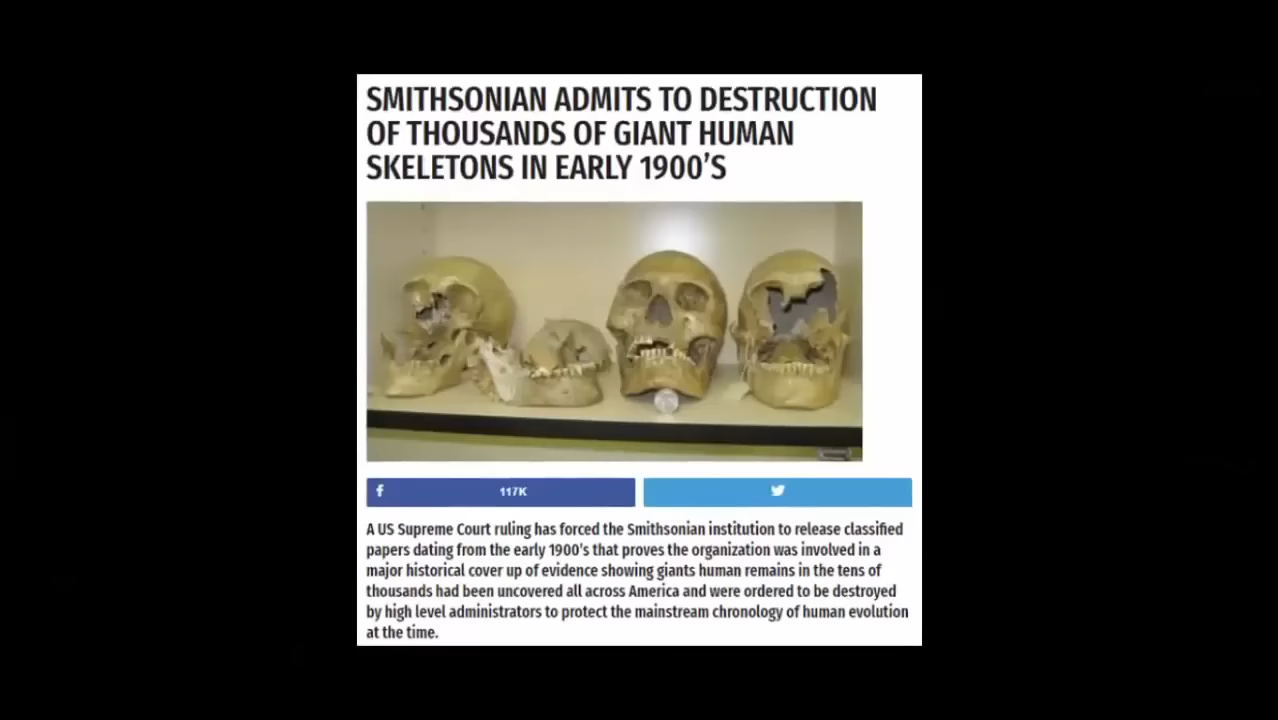 SMITHSONIAN ADMITS TO DESTRUCTION
OF THOUSANDS OF GIANT HUMAN
SKELETONS IN EARLY 1900'S
117K
A US Supreme Court ruling has forced the Smithsonian institution to release classified
papers dating from the early 1900's that proves the organization was involved in a
major historical cover up of evidence showing giants human remains in the tens of
thousands had been uncovered all across America and were ordered to be destroyed
by high level administrators to protect the mainstream chronology of human evolution
at the time.